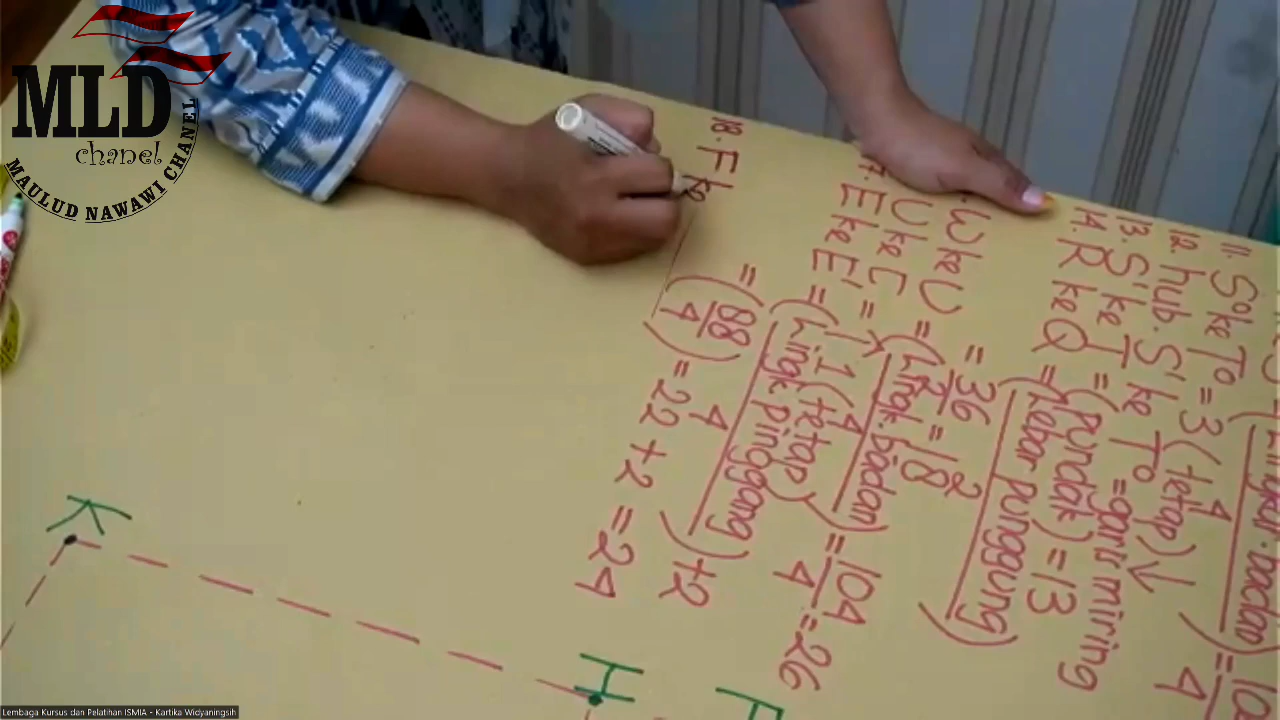 MLD
chanel
MAULUD NAWAWI CHANEL
11. S° ke T° = 3 (tetap) ↓
12. hub. S' ke T° = garis miring
13. S' ke T = (pundak) = 13
14. R ke Q = (Lebar punggung)
2
= 36 = 18
2
W ke U = (Lingk. badan) = 104 = 26
4 4
U ke E = ↑ 1 (tetap)
E ke E' = (Lingk pinggang) + 2
4
= (88) = 22 + 2 = 24
4
18. F ke
K
H
F
Lembaga Kursus dan Pelatihan ISMIA - Kartika Widyaningsih